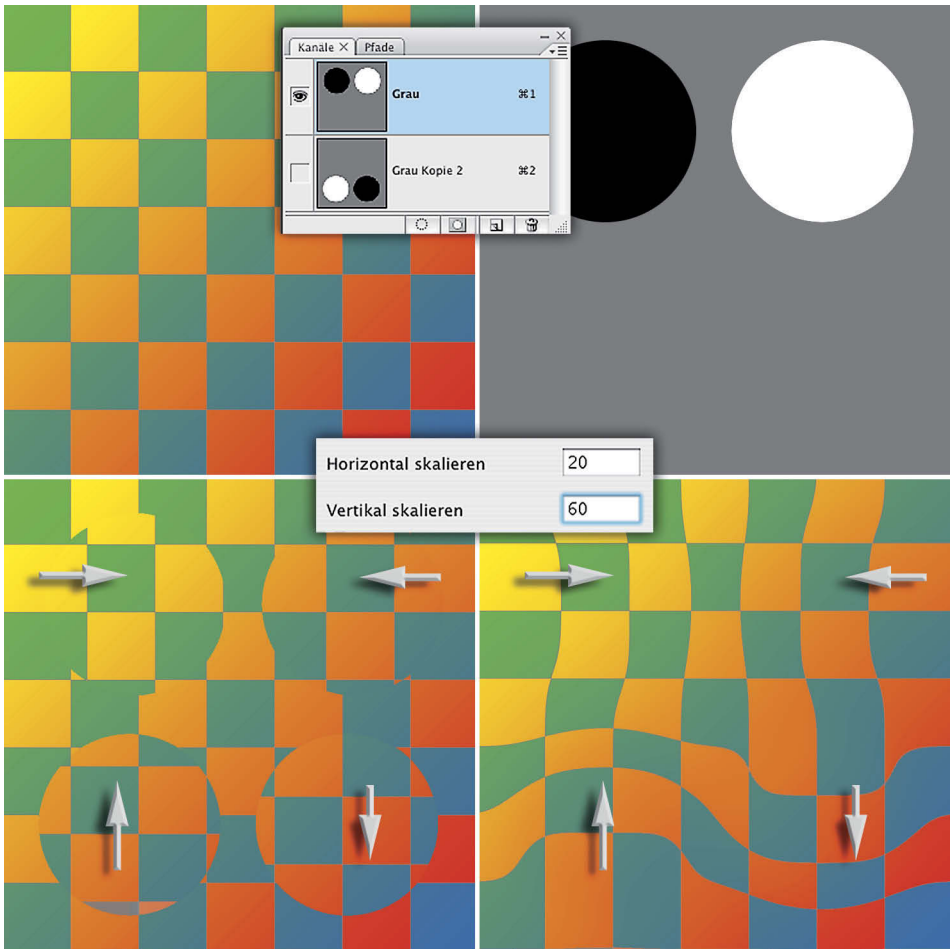 Kanäle × Pfade
Grau ⌘1
Grau Kopie 2 ⌘2
Horizontal skalieren 20
Vertikal skalieren 60